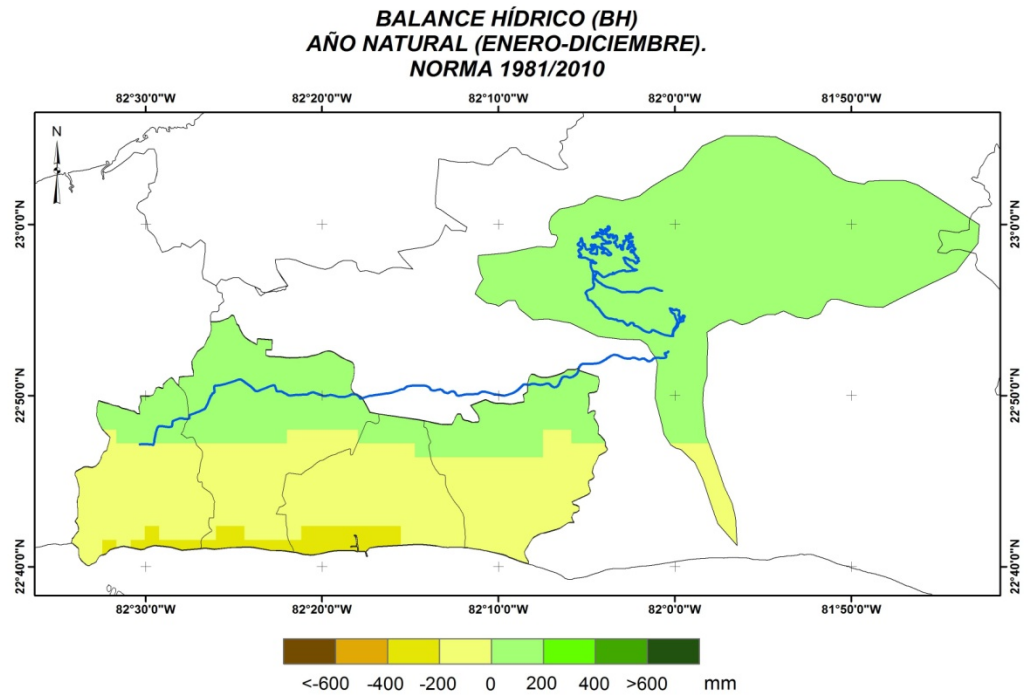 BALANCE HÍDRICO (BH)
AÑO NATURAL (ENERO-DICIEMBRE).
NORMA 1981/2010
82°30'0"W 82°20'0"W 82°10'0"W 82°0'0"W 81°50'0"W
N
23°0'0"N 23°0'0"N
22°50'0"N 22°50'0"N
22°40'0"N 22°40'0"N
82°30'0"W 82°20'0"W 82°10'0"W 82°0'0"W 81°50'0"W
<-600 -400 -200 0 200 400 >600 mm